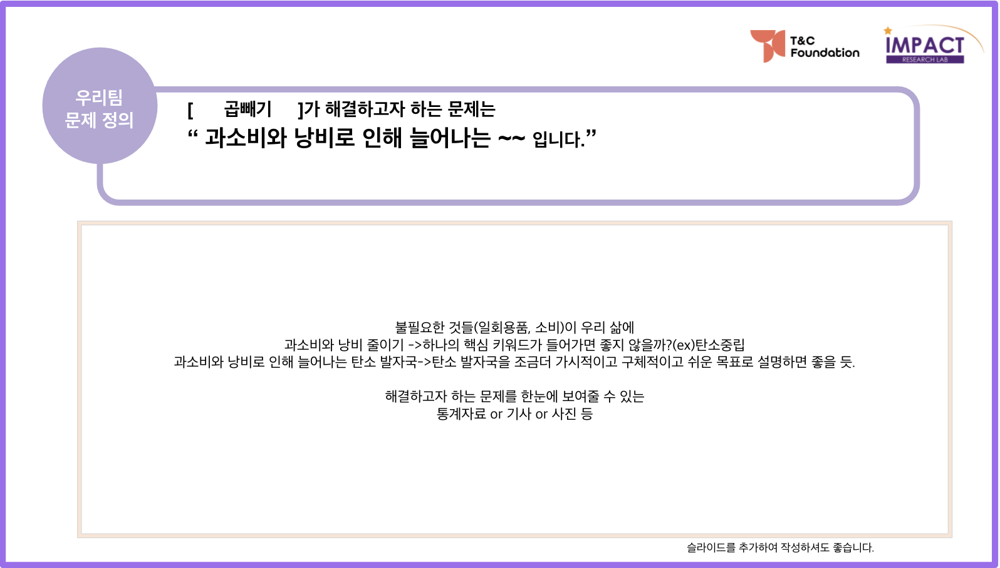 T&C
Foundation
IMPACT
RESEARCH LAB
우리팀
문제 정의
[ 곱빼기 ]가 해결하고자 하는 문제는
“ 과소비와 낭비로 인해 늘어나는 ~~ 입니다.”
불필요한 것들(일회용품, 소비)이 우리 삶에
과소비와 낭비 줄이기 ->하나의 핵심 키워드가 들어가면 좋지 않을까?(ex)탄소중립
과소비와 낭비로 인해 늘어나는 탄소 발자국->탄소 발자국을 조금더 가시적이고 구체적이고 쉬운 목표로 설명하면 좋을 듯.
해결하고자 하는 문제를 한눈에 보여줄 수 있는
통계자료 or 기사 or 사진 등
슬라이드를 추가하여 작성하셔도 좋습니다.